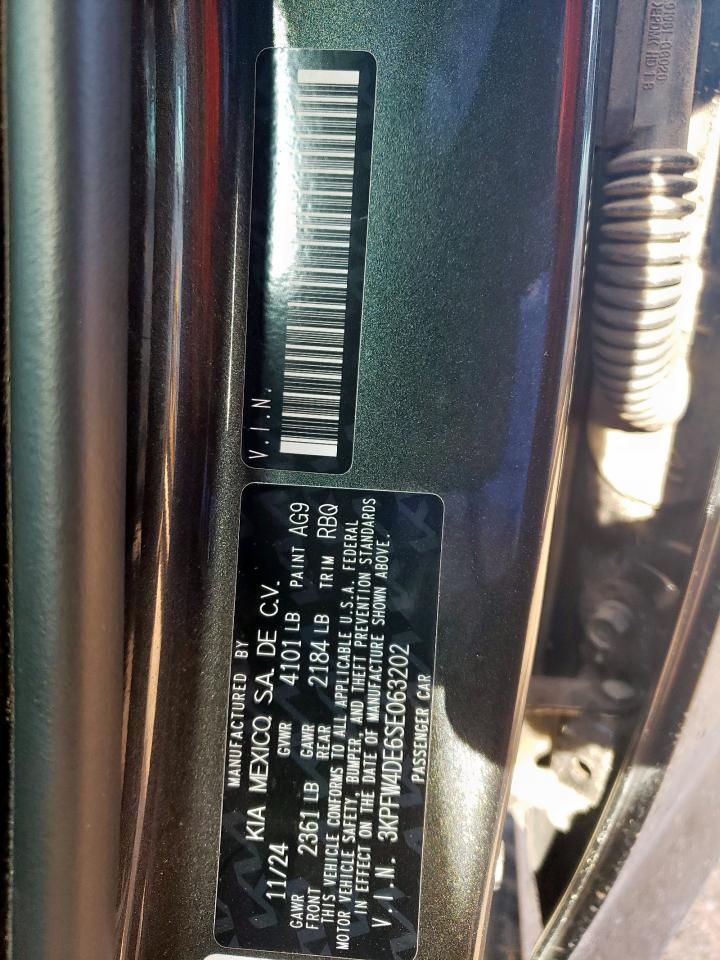 V.I.N.
MANUFACTURED BY
KIA MEXICO, S.A. DE C.V.
11/24 GVWR 4101 LB PAINT AG9
GAWR FRONT 2361 LB GAWR REAR 2184 LB TRIM RBQ
THIS VEHICLE CONFORMS TO ALL APPLICABLE U.S.A. FEDERAL
MOTOR VEHICLE SAFETY, BUMPER, AND THEFT PREVENTION STANDARDS
IN EFFECT ON THE DATE OF MANUFACTURE SHOWN ABOVE.
V.I.N. 3KPFW4DE6SE063202
PASSENGER CAR